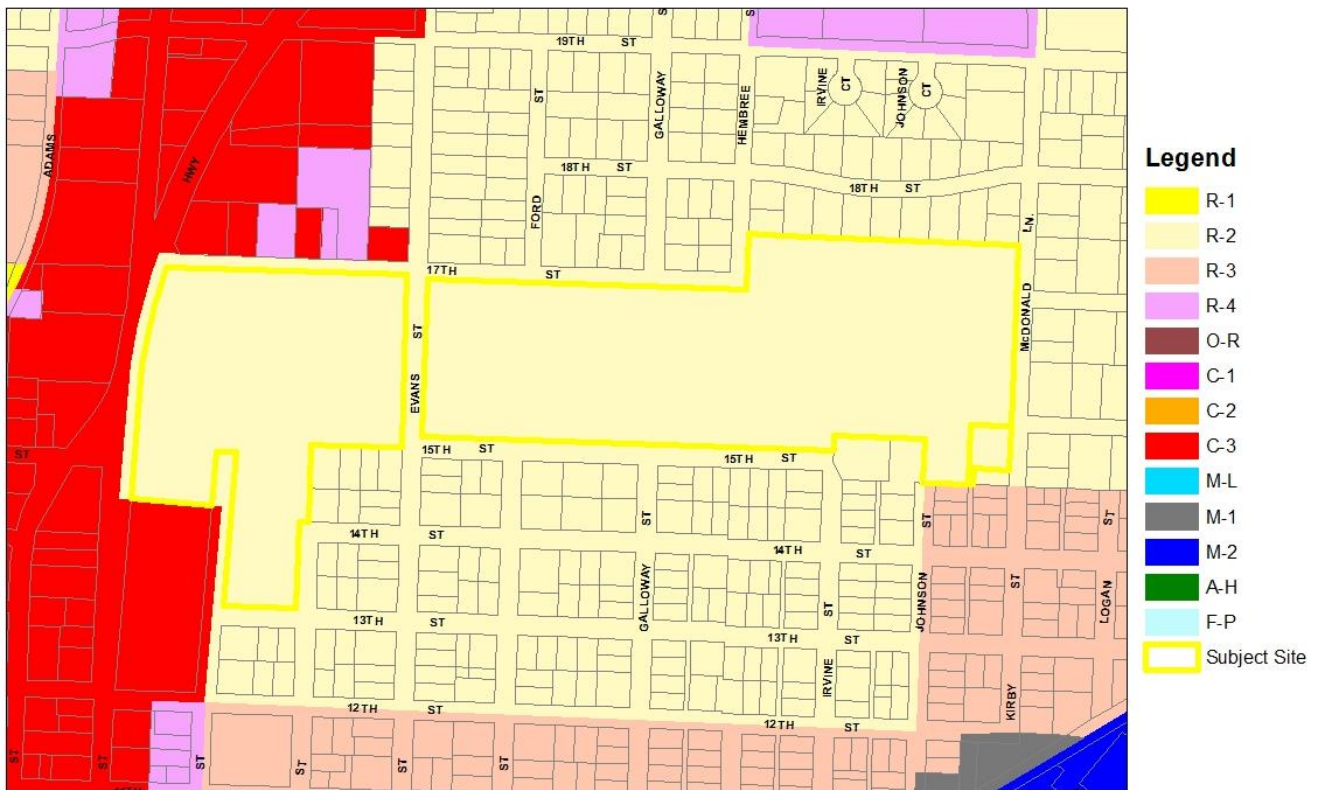 19TH ST
GALLOWAY
HEMBREE
IRVINE CT
JOHNSON CT
ADAMS
HWY
ST
18TH ST
18TH ST
FORD
LN.
17TH ST
McDONALD
ST
EVANS
ST
15TH ST
15TH ST
ST
ST
ST
14TH ST
14TH ST
JOHNSON
GALLOWAY
ST
ST
LOGAN
13TH ST
13TH ST
IRVINE
KIRBY
12TH ST
12TH ST
ST
ST
ST
ST
ST
ST
Legend
R-1
R-2
R-3
R-4
O-R
C-1
C-2
C-3
M-L
M-1
M-2
A-H
F-P
Subject Site